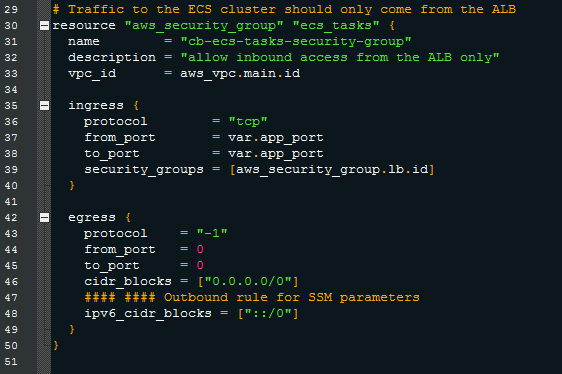 29 # Traffic to the ECS cluster should only come from the ALB
30 resource "aws_security_group" "ecs_tasks" {
31   name        = "cb-ecs-tasks-security-group"
32   description = "allow inbound access from the ALB only"
33   vpc_id      = aws_vpc.main.id
34
35   ingress {
36     protocol        = "tcp"
37     from_port       = var.app_port
38     to_port         = var.app_port
39     security_groups = [aws_security_group.lb.id]
40   }
41
42   egress {
43     protocol    = "-1"
44     from_port   = 0
45     to_port     = 0
46     cidr_blocks = ["0.0.0.0/0"]
47     #### #### Outbound rule for SSM parameters
48     ipv6_cidr_blocks = ["::/0"]
49   }
50 }
51